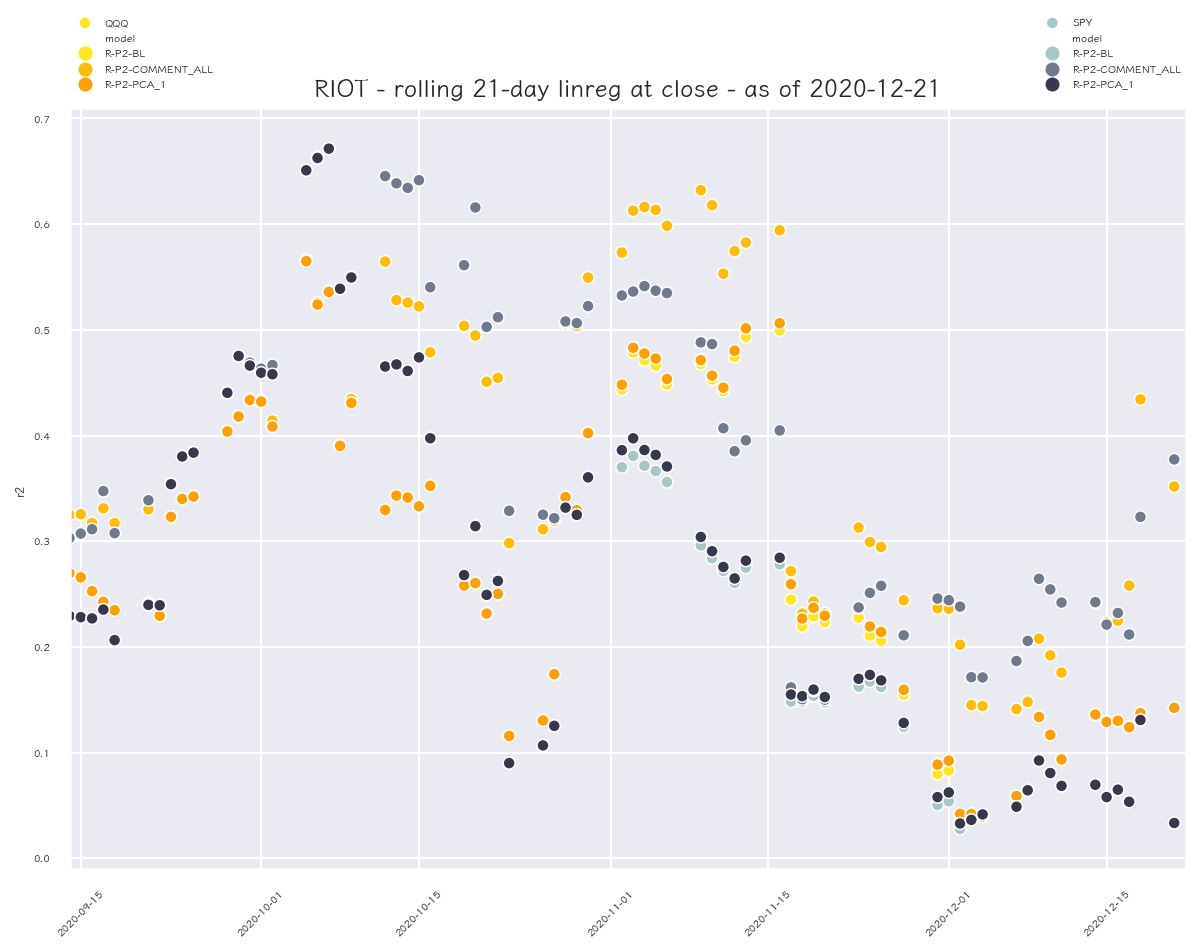 QQQ
model
R-P2-BL
R-P2-COMMENT_ALL
R-P2-PCA_1
SPY
model
R-P2-BL
R-P2-COMMENT_ALL
R-P2-PCA_1
RIOT - rolling 21-day linreg at close - as of 2020-12-21
0.7
0.6
0.5
0.4
0.3
0.2
0.1
0.0
r2
2020-09-15
2020-10-01
2020-10-15
2020-11-01
2020-11-15
2020-12-01
2020-12-15